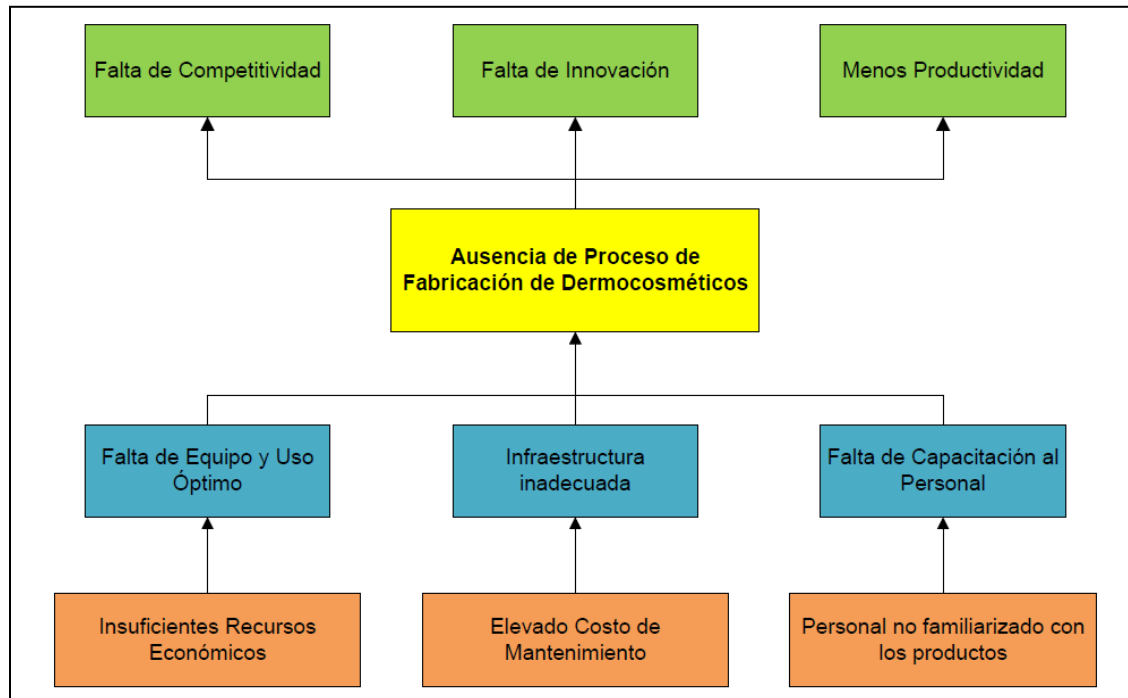 Falta de Competitividad
Falta de Innovación
Menos Productividad
Ausencia de Proceso de
Fabricación de Dermocosméticos
Falta de Equipo y Uso
Óptimo
Infraestructura
inadecuada
Falta de Capacitación al
Personal
Insuficientes Recursos
Económicos
Elevado Costo de
Mantenimiento
Personal no familiarizado con
los productos